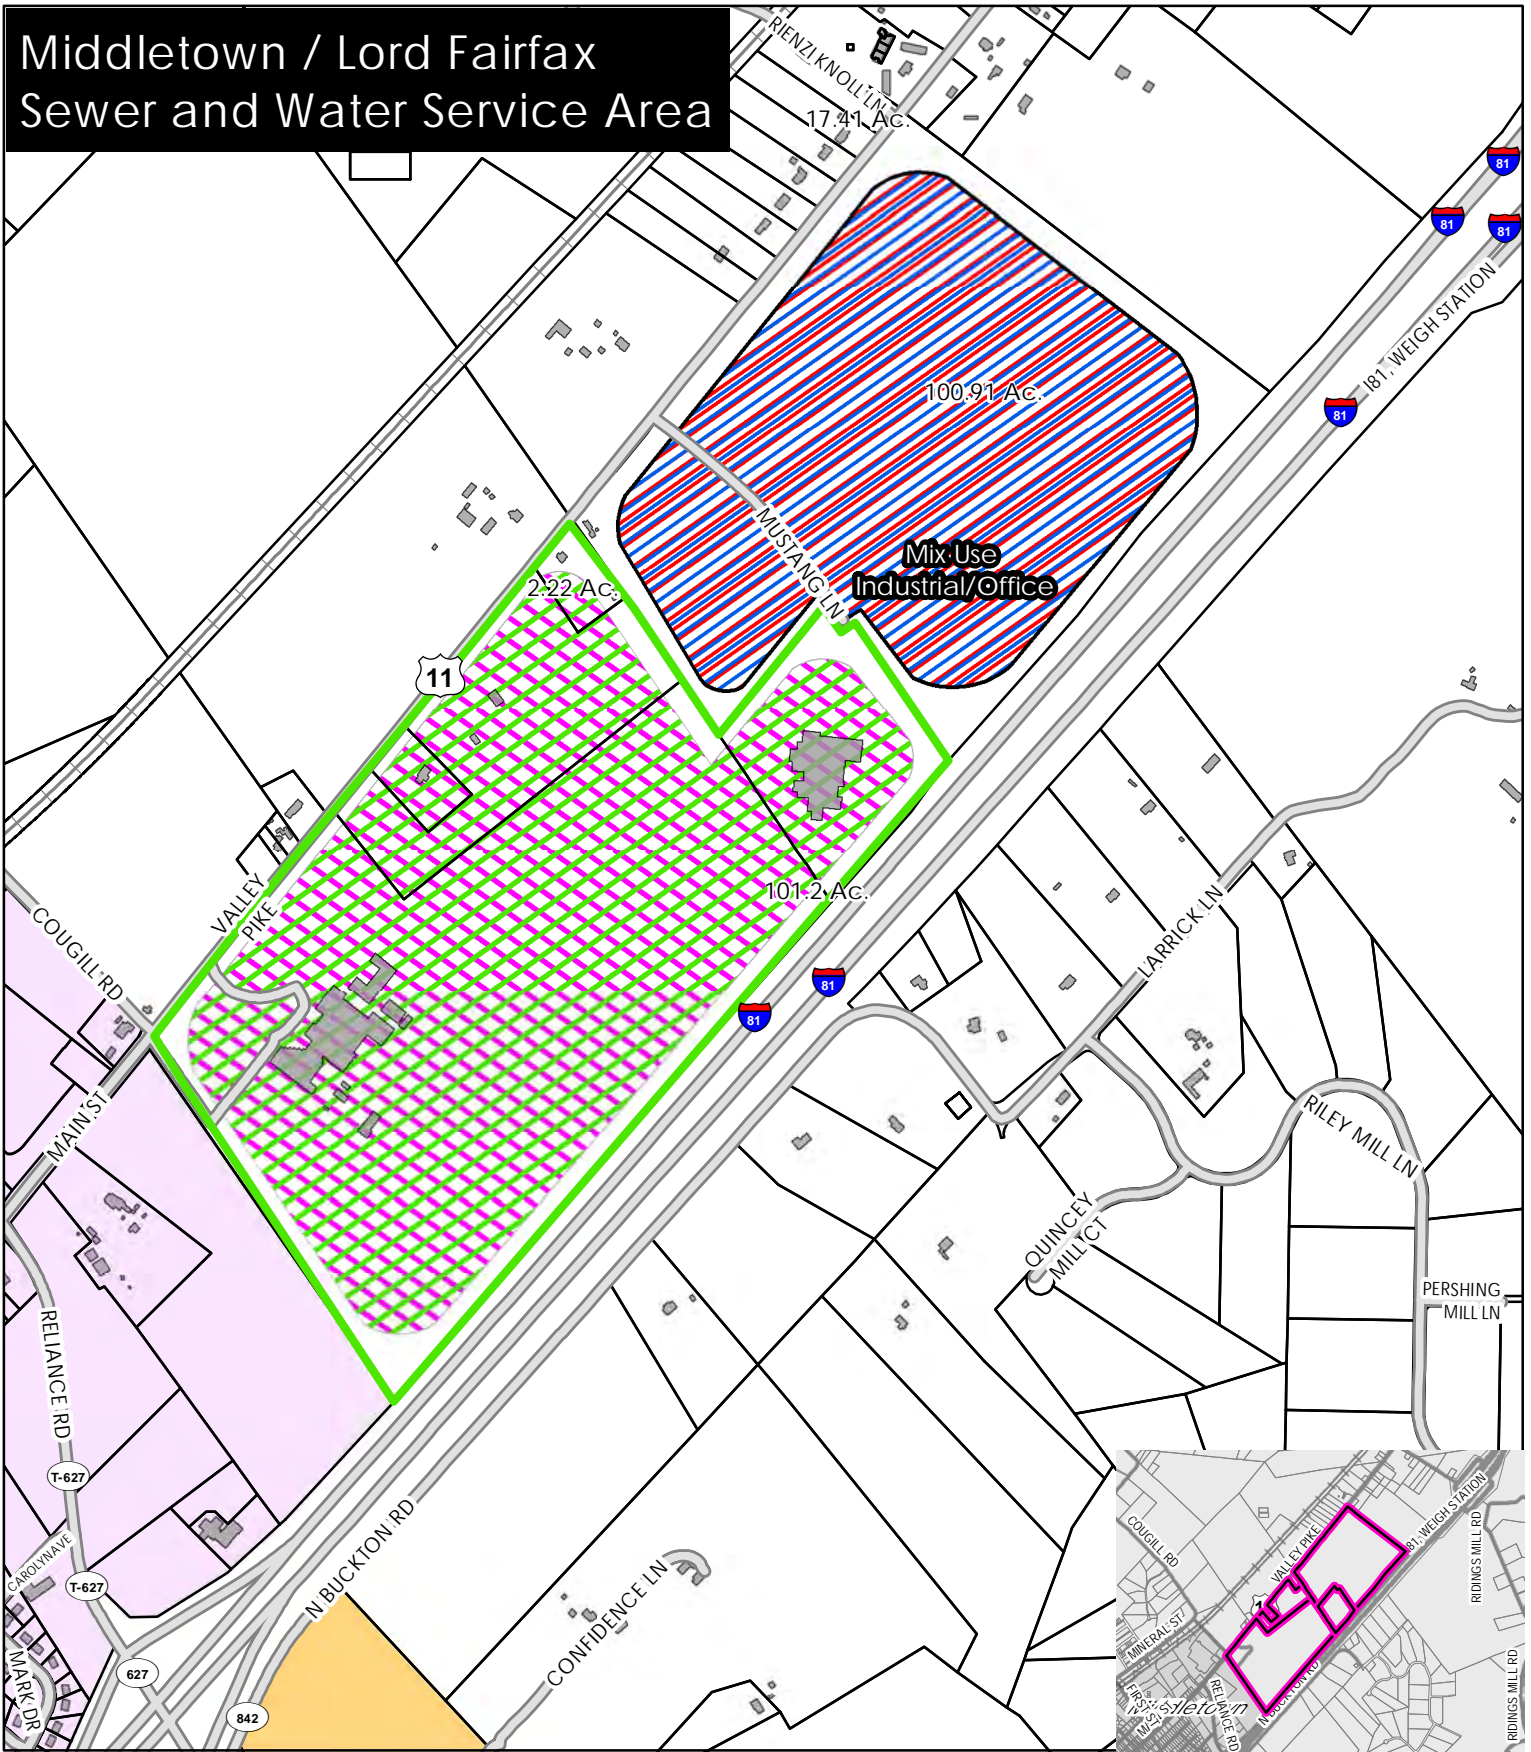 Middletown / Lord Fairfax
Sewer and Water Service Area
RIENZI KNOLL LN
17.41 Ac.
81
81
81
I81, WEIGH STATION
81
100.91 Ac.
MUSTANG LN
Mix Use
Industrial/Office
2.22 Ac.
11
VALLEY
PIKE
COUGILL RD
101.2 Ac.
81
81
LARRICK LN
MAIN ST
RILEY MILL LN
QUINCEY
MILL CT
PERSHING
MILL LN
RELIANCE RD
T-627
T-627
CAROLYN AVE
N BUCKTON RD
CONFIDENCE LN
MARK DR
627
842
COUGILL RD
VALLEY PIKE
81, WEIGH STATION
RIDINGS MILL RD
MINERAL ST
FIRST ST
RELIANCE RD
N BUCKTON RD
RIDINGS MILL RD